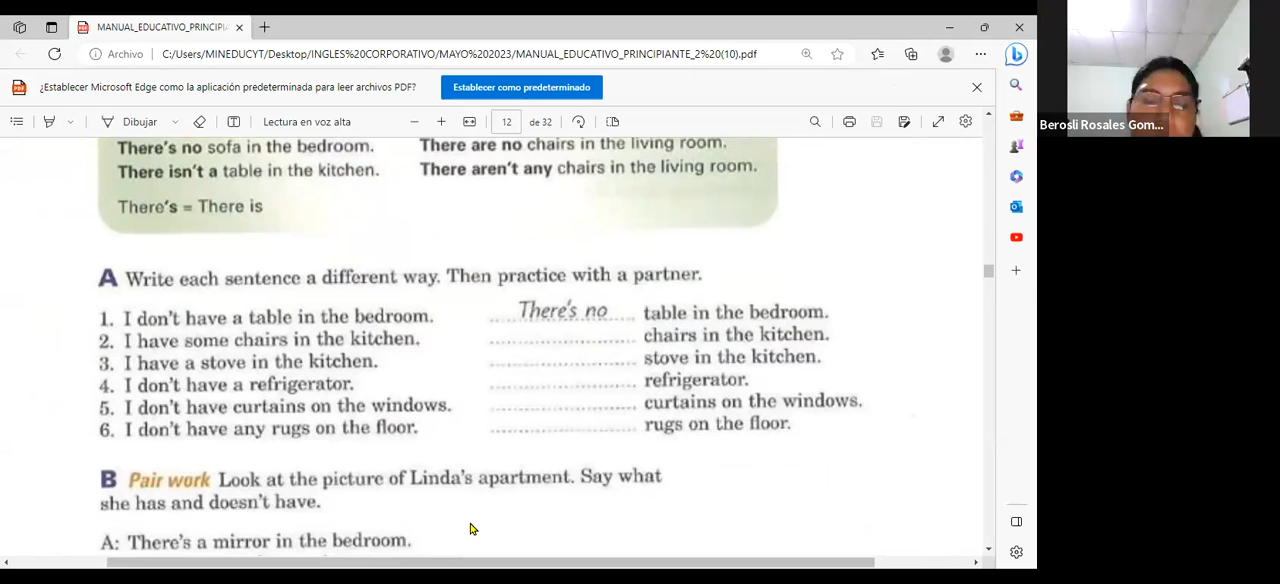 MANUAL_EDUCATIVO_PRINCIPI
Archivo
C:/Users/MINEDUCYT/Desktop/INGLES%20CORPORATIVO/MAYO%202023/MANUAL_EDUCATIVO_PRINCIPIANTE_2%20(10).pdf
¿Establecer Microsoft Edge como la aplicación predeterminada para leer archivos PDF?
Establecer como predeterminado
Dibujar
Lectura en voz alta
12
de 32
Berosli Rosales Gom...
There's no sofa in the bedroom. There are no chairs in the living room.
There isn't a table in the kitchen. There aren't any chairs in the living room.
There's = There is
A Write each sentence a different way. Then practice with a partner.
1. I don't have a table in the bedroom. There's no table in the bedroom.
2. I have some chairs in the kitchen. chairs in the kitchen.
3. I have a stove in the kitchen. stove in the kitchen.
4. I don't have a refrigerator. refrigerator.
5. I don't have curtains on the windows. curtains on the windows.
6. I don't have any rugs on the floor. rugs on the floor.
B Pair work Look at the picture of Linda's apartment. Say what
she has and doesn't have.
A: There's a mirror in the bedroom.